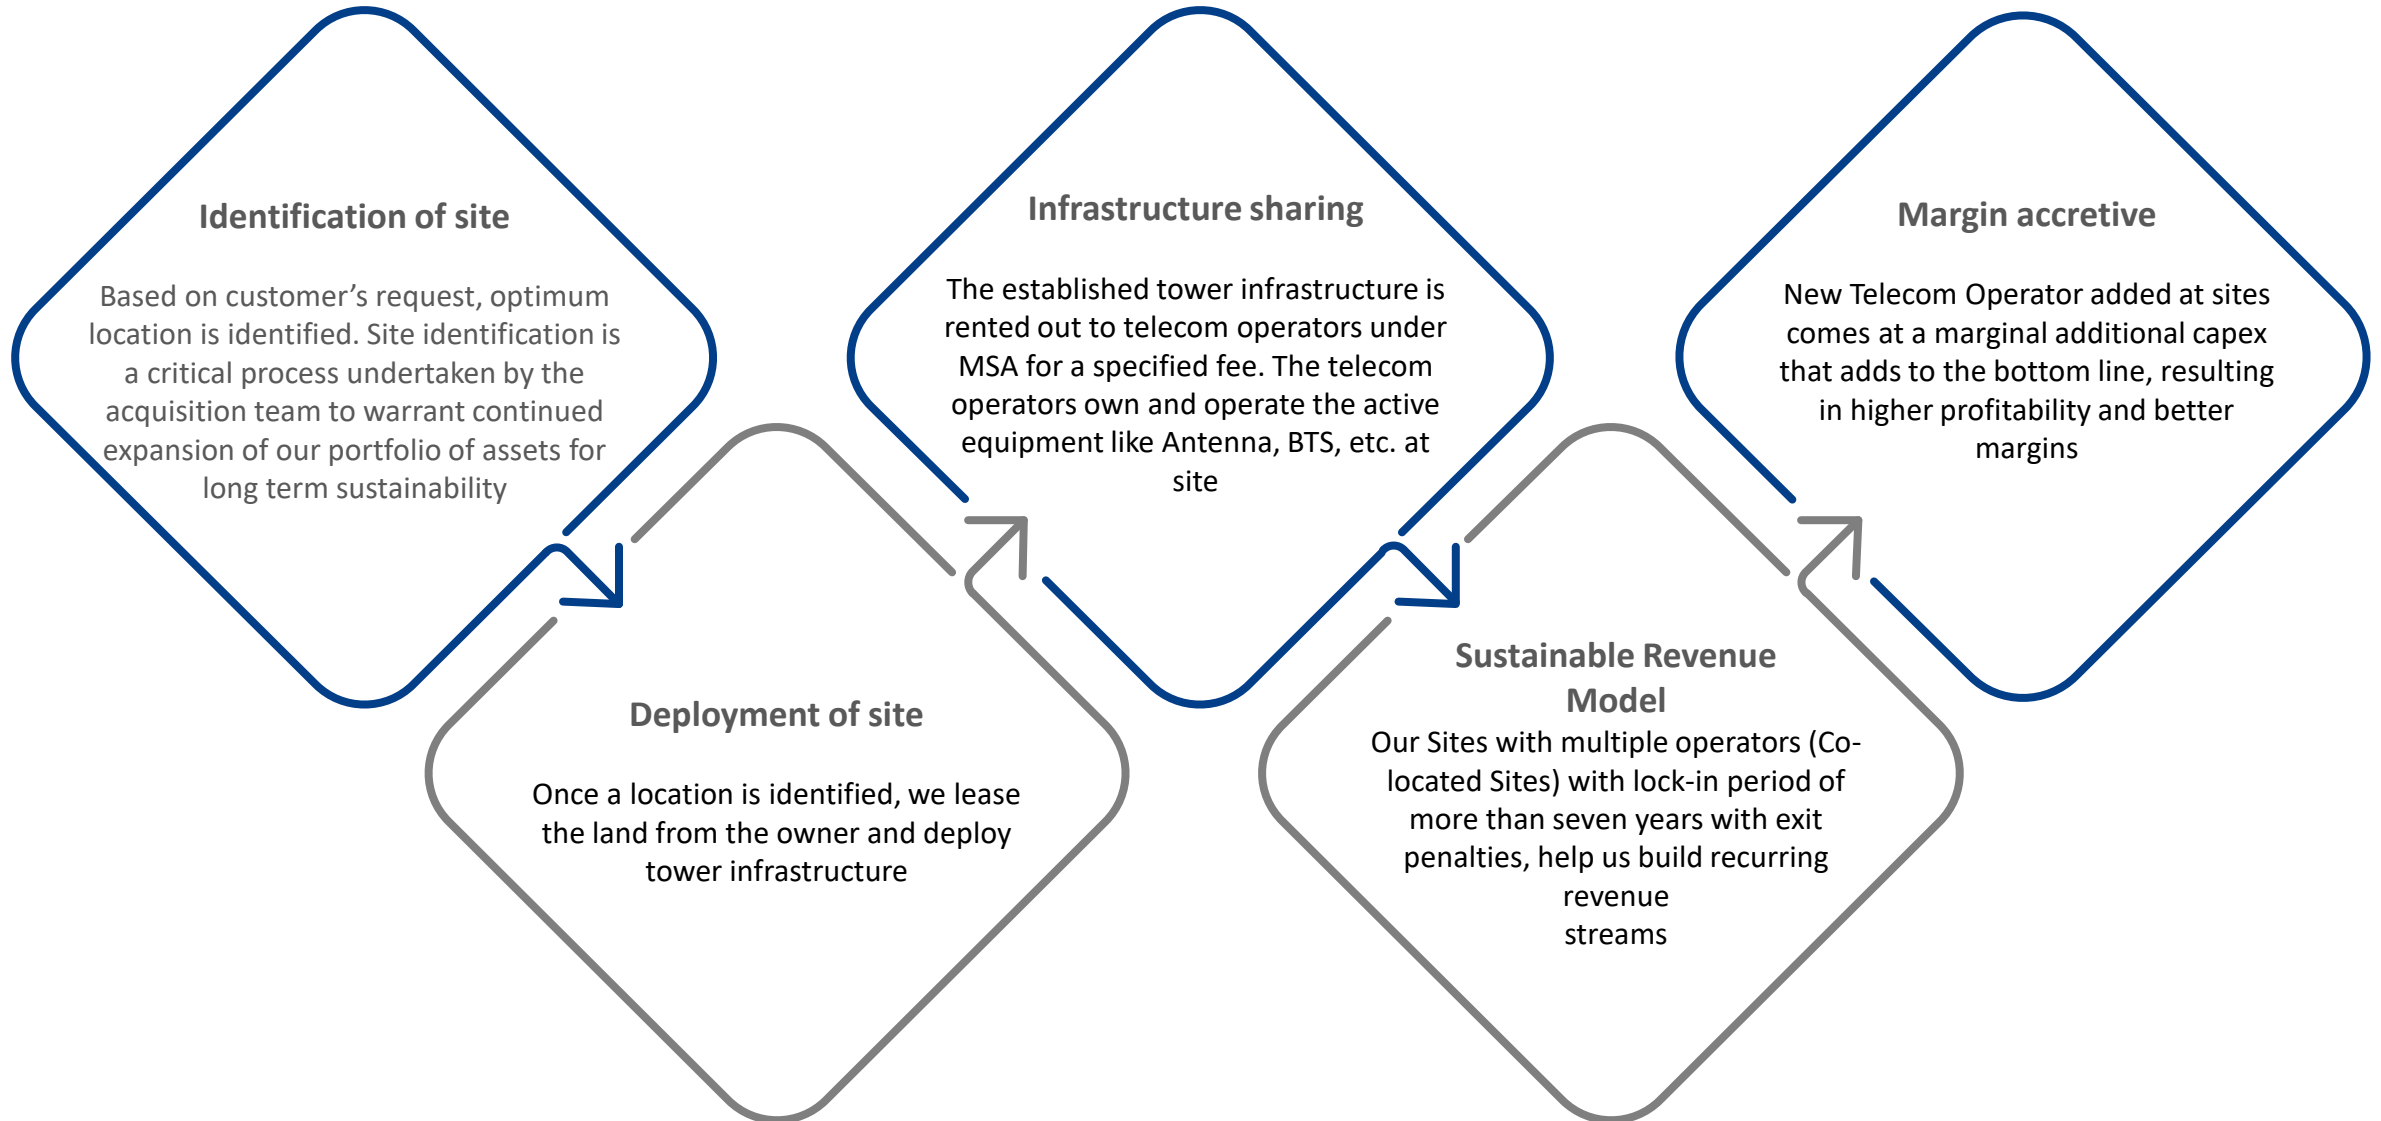 Identification of site
Based on customer’s request, optimum
location is identified. Site identification is
a critical process undertaken by the
acquisition team to warrant continued
expansion of our portfolio of assets for
long term sustainability
Deployment of site
Once a location is identified, we lease
the land from the owner and deploy
tower infrastructure
Infrastructure sharing
The established tower infrastructure is
rented out to telecom operators under
MSA for a specified fee. The telecom
operators own and operate the active
equipment like Antenna, BTS, etc. at
site
Sustainable Revenue
Model
Our Sites with multiple operators (Co-
located Sites) with lock-in period of
more than seven years with exit
penalties, help us build recurring
revenue
streams
Margin accretive
New Telecom Operator added at sites
comes at a marginal additional capex
that adds to the bottom line, resulting
in higher profitability and better
margins